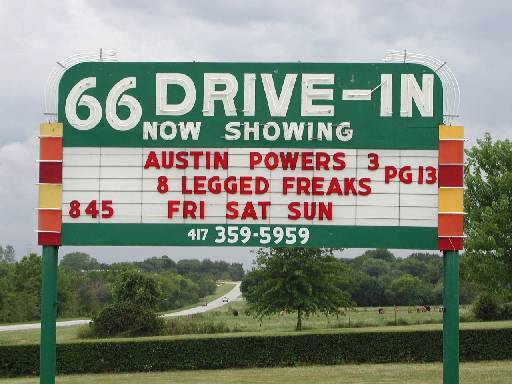 66 DRIVE-IN
NOW SHOWING
AUSTIN POWERS 3
8 LEGGED FREAKS PG13
845 FRI SAT SUN
417 359-5959